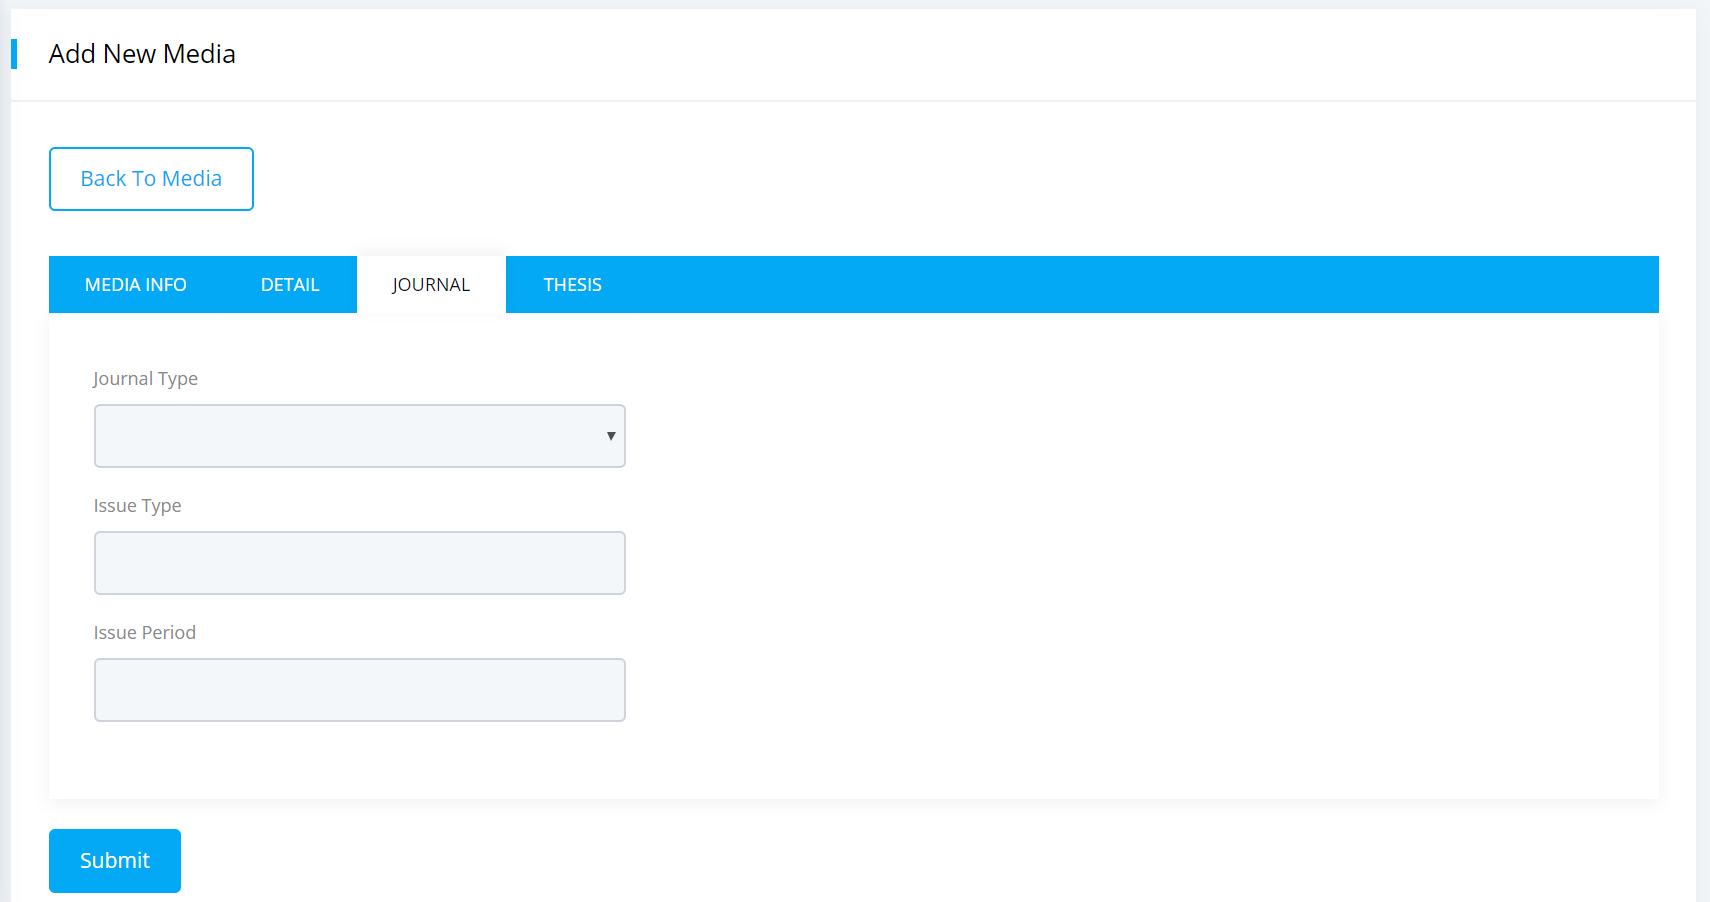 Add New Media
Back To Media
MEDIA INFO DETAIL JOURNAL THESIS
Journal Type
Issue Type
Issue Period
Submit